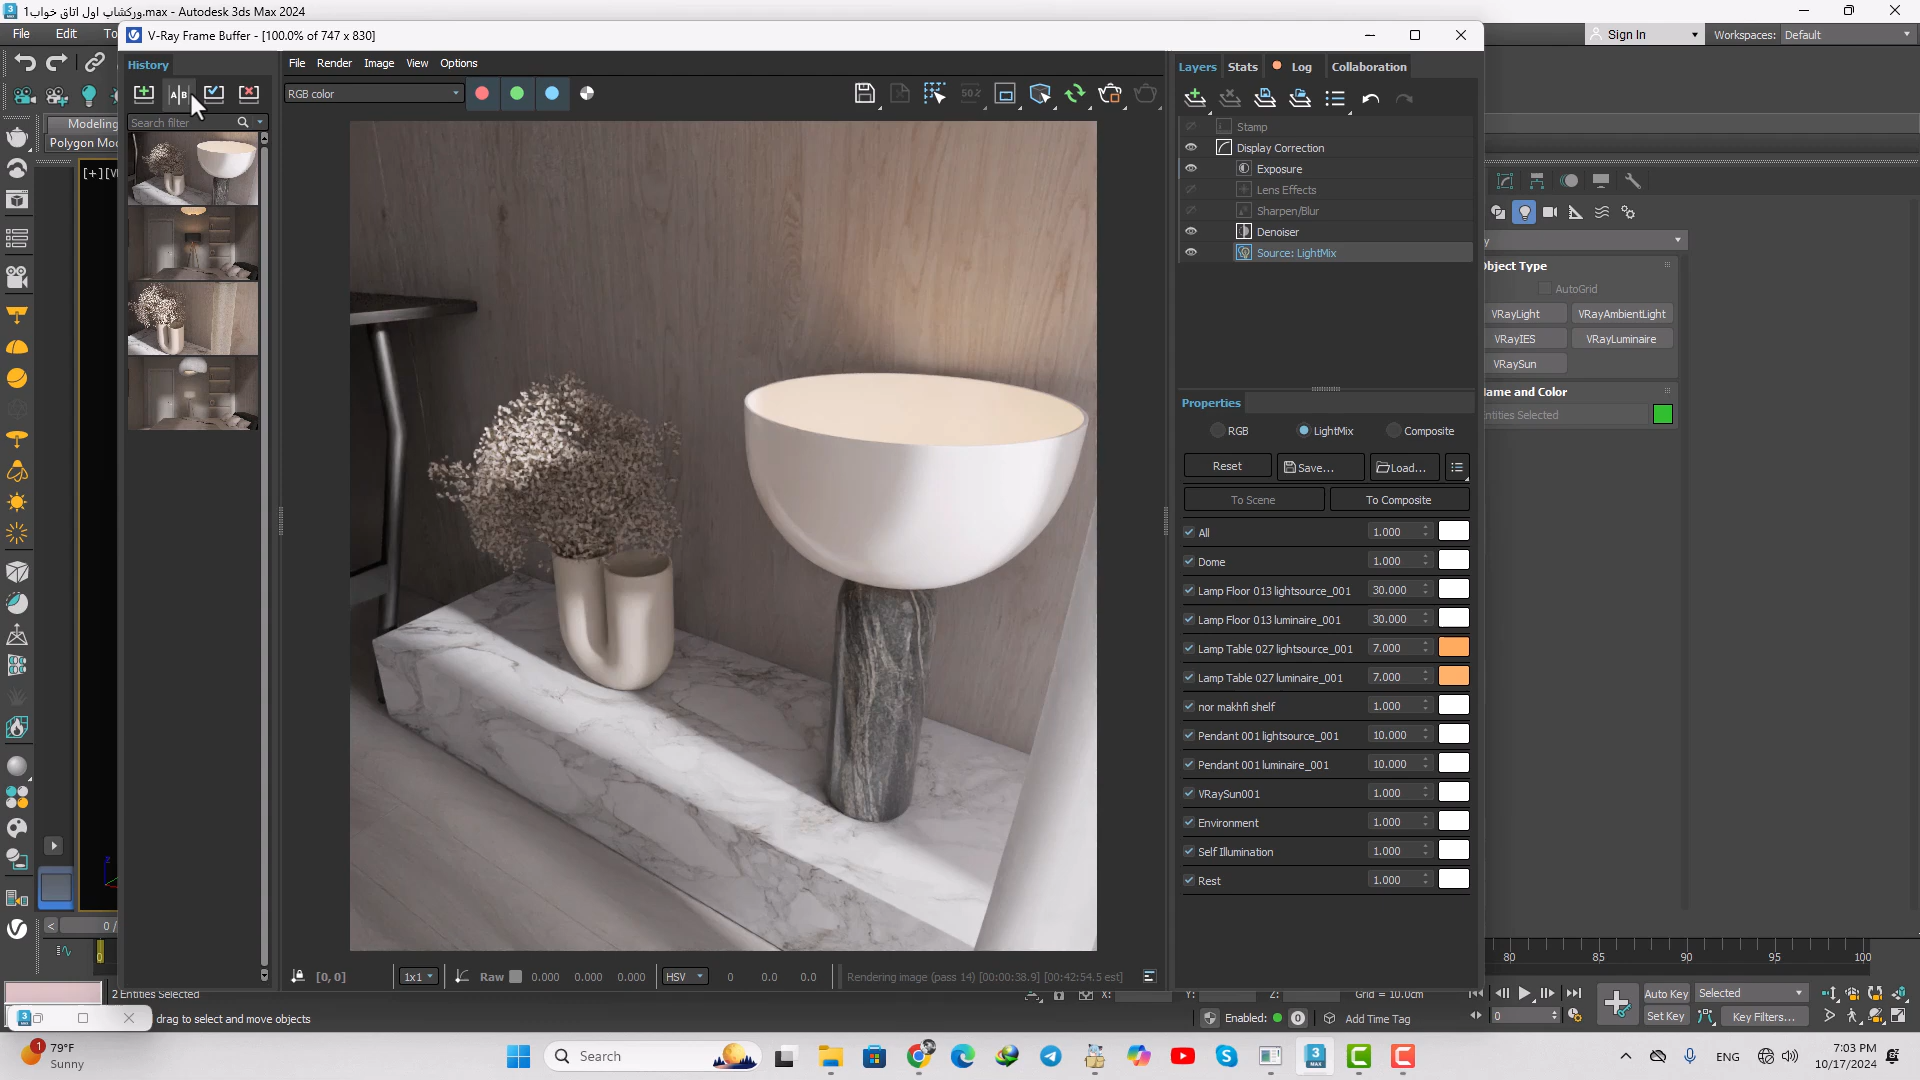 ورکشاپ اول اتاق خواب1.max - Autodesk 3ds Max 2024
File Edit
Sign In
Workspaces: Default
V-Ray Frame Buffer - [100.0% of 747 x 830]
History
File Render Image View Options
Layers Stats Log Collaboration
RGB color
Search filter
Modeling
Stamp
Display Correction
Exposure
Lens Effects
Sharpen/Blur
Denoiser
Source: LightMix
AutoGrid
VRayLight VRayAmbientLight
VRayIES VRayLuminaire
VRaySun
Properties
RGB LightMix Composite
Reset Save... Load...
To Scene To Composite
All 1.000
Dome 1.000
Lamp Floor 013 lightsource_001 30.000
Lamp Floor 013 luminaire_001 30.000
Lamp Table 027 lightsource_001 7.000
Lamp Table 027 luminaire_001 7.000
nor makhfi shelf 1.000
Pendant 001 lightsource_001 10.000
Pendant 001 luminaire_001 10.000
VRaySun001 1.000
Environment 1.000
Self Illumination 1.000
Rest 1.000
[0, 0] 1x1 Raw 0.000 0.000 0.000 HSV 0 0.0 0.0 Rendering image (pass 14) [00:00:38.9] [00:42:54.5 est]
80 85 90 95 100
2 Entities Selected
drag to select and move objects
X: Y: Z: Grid = 10.0cm
Enabled: 0 Add Time Tag
Auto Key Selected
0 Set Key Key Filters...
1 79°F
Sunny
Search
ENG
7:03 PM
10/17/2024